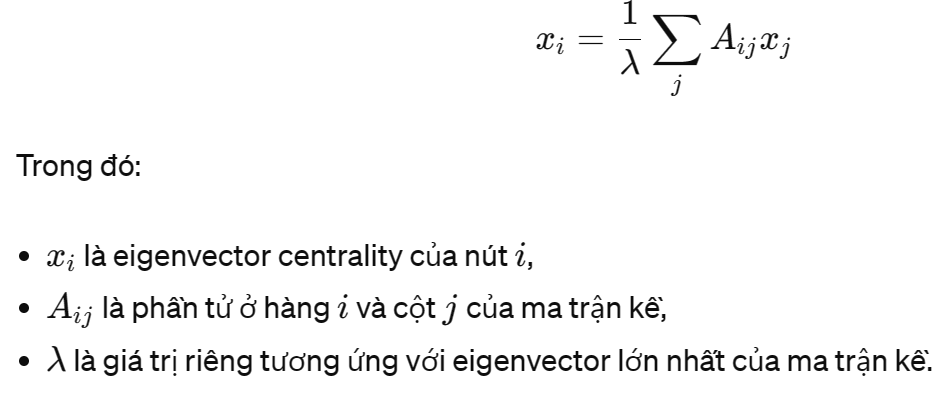 x_i = \frac{1}{\lambda} \sum_j A_{ij} x_j
Trong đó:
• x_i là eigenvector centrality của nút i,
• A_{ij} là phần tử ở hàng i và cột j của ma trận kề,
• λ là giá trị riêng tương ứng với eigenvector lớn nhất của ma trận kề.